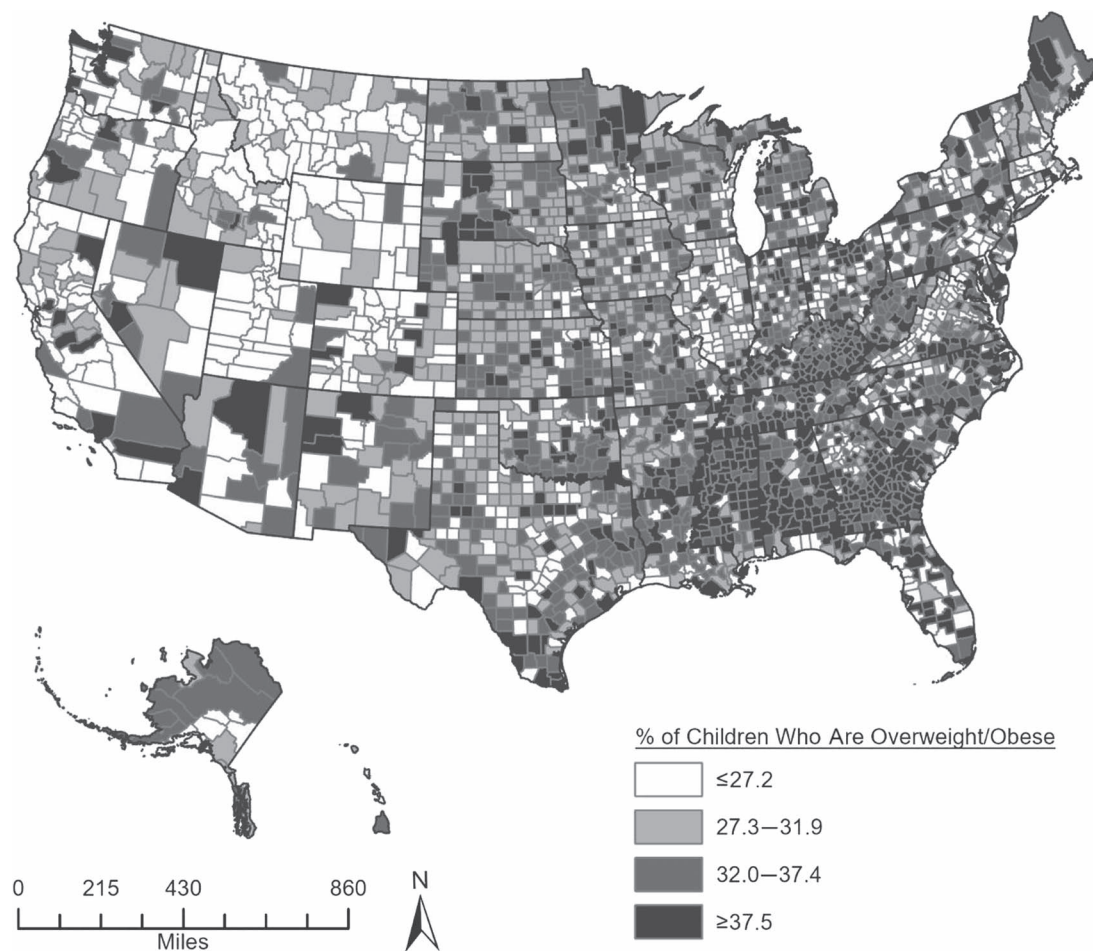 % of Children Who Are Overweight/Obese
≤27.2
27.3—31.9
32.0—37.4
≥37.5
0 215 430 860
Miles
N